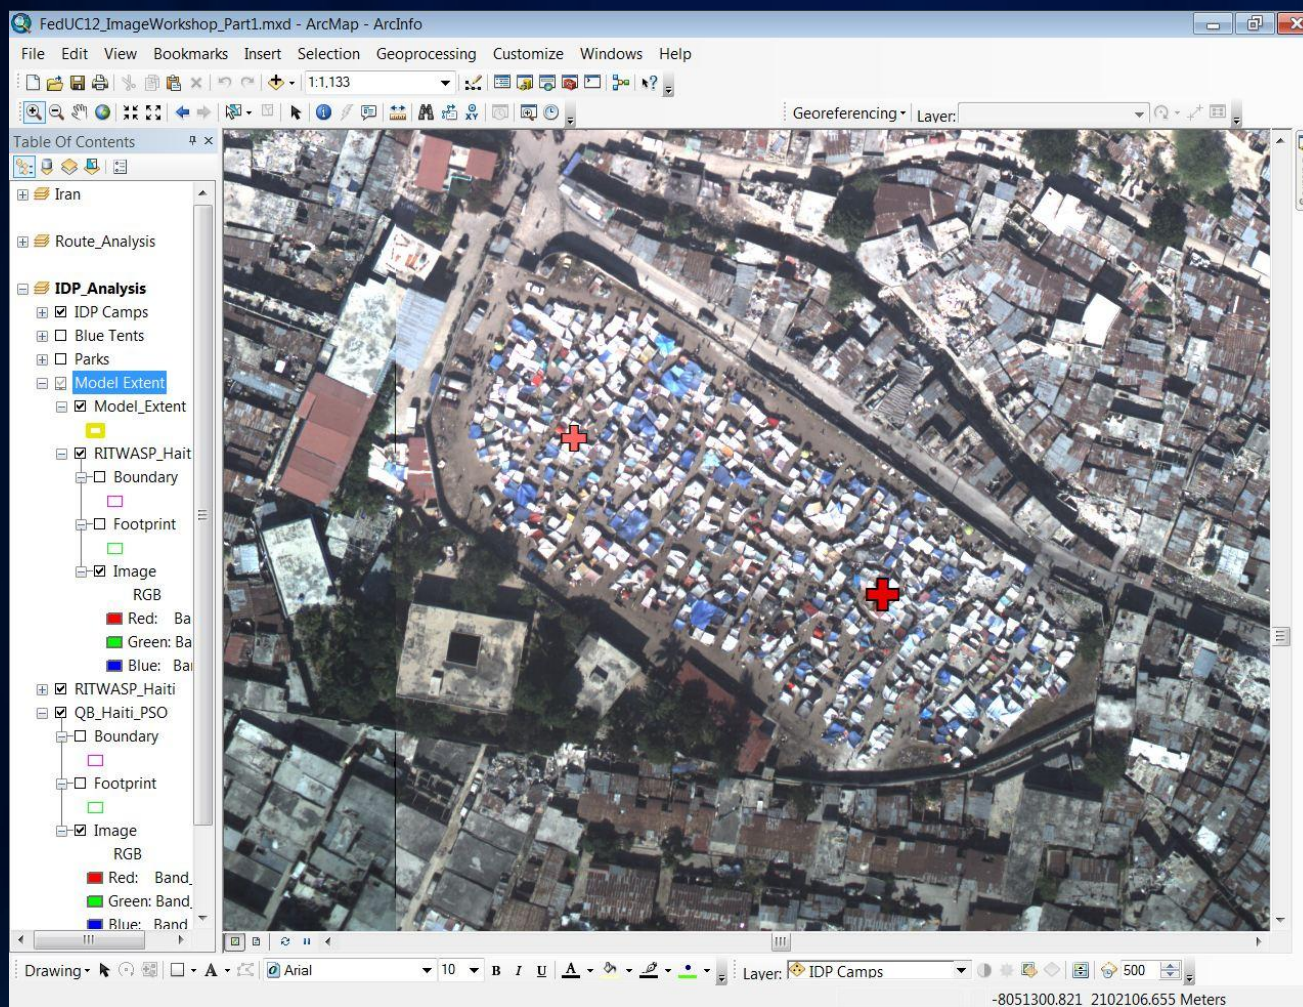 FedUC12_ImageWorkshop_Part1.mxd - ArcMap - ArcInfo
File Edit View Bookmarks Insert Selection Geoprocessing Customize Windows Help
1:1,133
Georeferencing Layer:
Table Of Contents
Iran
Route_Analysis
IDP_Analysis
IDP Camps
Blue Tents
Parks
Model Extent
Model_Extent
RITWASP_Hait
Boundary
Footprint
Image
RGB
Red: Ba
Green: Ba
Blue: Ba
RITWASP_Haiti
QB_Haiti_PSO
Boundary
Footprint
Image
RGB
Red: Band_
Green: Band_
Blue: Band
Drawing A Arial 10 B I U A Layer: IDP Camps 500
-8051300.821 2102106.655 Meters